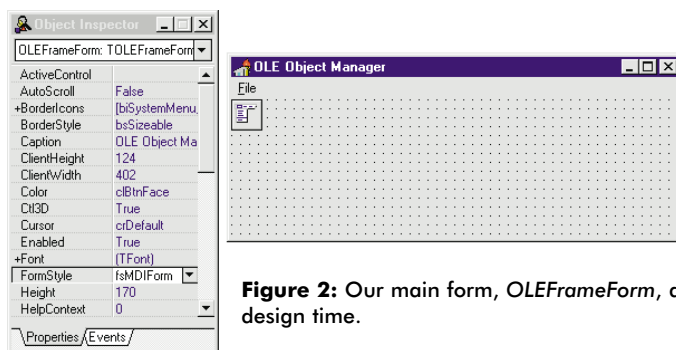 Object Inspector
OLEFrameForm: TOLEFrameForm
ActiveControl
AutoScroll False
+BorderIcons [biSystemMenu,
BorderStyle bsSizeable
Caption OLE Object Ma
ClientHeight 124
ClientWidth 402
Color clBtnFace
Ctl3D True
Cursor crDefault
Enabled True
+Font (TFont)
FormStyle fsMDIForm
Height 170
HelpContext 0
Properties Events
OLE Object Manager
File
Figure 2: Our main form, OLEFrameForm, a
design time.